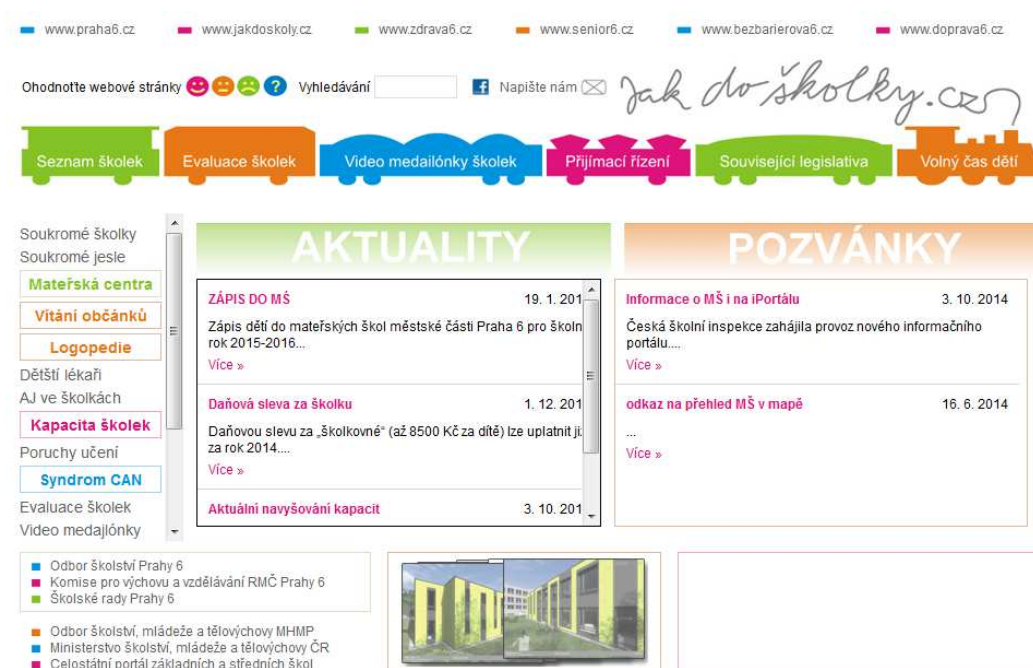 www.praha6.cz www.jakdoskoly.cz www.zdrava6.cz www.senior6.cz www.bezbarierova6.cz www.doprava6.cz
Ohodnoťte webové stránky ? Vyhledávání f Napište nám
Jak do školky.cz
Seznam školek Evaluace školek Video medailónky školek Přijímací řízení Související legislativa Volný čas dětí
Soukromé školky
Soukromé jesle
Mateřská centra
Vítání občánků
Logopedie
Dětští lékaři
AJ ve školkách
Kapacita školek
Poruchy učení
Syndrom CAN
Evaluace školek
Video medajlónky
AKTUALITY
ZÁPIS DO MŠ 19. 1. 201
Zápis dětí do mateřských škol městské části Praha 6 pro školn
rok 2015-2016...
Více »
Daňová sleva za školku 1. 12. 201
Daňovou slevu za „školkovné“ (až 8500 Kč za dítě) lze uplatnit ji
za rok 2014....
Více »
Aktuální navyšování kapacit 3. 10. 201
POZVÁNKY
Informace o MŠ i na iPortálu 3. 10. 2014
Česká školní inspekce zahájila provoz nového informačního
portálu....
Více »
odkaz na přehled MŠ v mapě 16. 6. 2014
...
Více »
Odbor školství Prahy 6
Komise pro výchovu a vzdělávání RMČ Prahy 6
Školské rady Prahy 6
Odbor školství, mládeže a tělovýchovy MHMP
Ministerstvo školství, mládeže a tělovýchovy ČR
Celostátní portál základních a středních škol